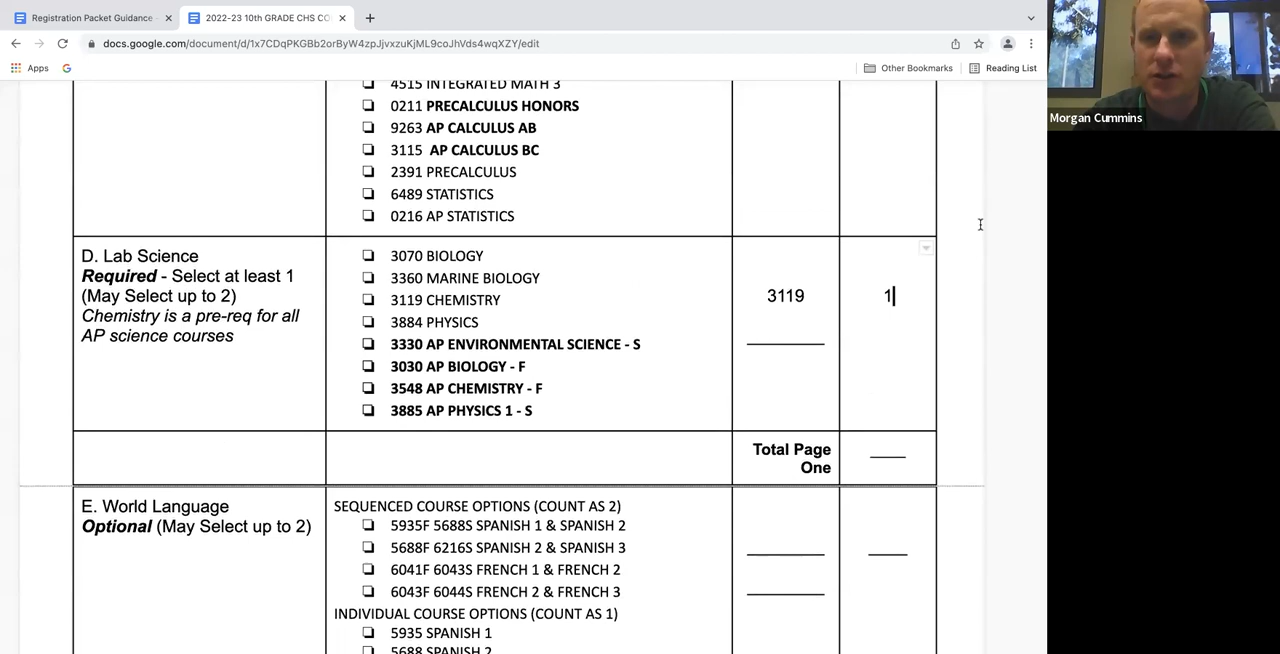 Registration Packet Guidance
2022-23 10th GRADE CHS CO
docs.google.com/document/d/1x7CDqPKGBb2orByW4zpJjvxzuKjML9coJhVds4wqXZY/edit
Apps
Other Bookmarks
Reading List
Morgan Cummins
4515 INTEGRATED MATH 3
0211 PRECALCULUS HONORS
9263 AP CALCULUS AB
3115 AP CALCULUS BC
2391 PRECALCULUS
6489 STATISTICS
0216 AP STATISTICS
D. Lab Science
Required - Select at least 1
(May Select up to 2)
Chemistry is a pre-req for all
AP science courses
3070 BIOLOGY
3360 MARINE BIOLOGY
3119 CHEMISTRY
3884 PHYSICS
3330 AP ENVIRONMENTAL SCIENCE - S
3030 AP BIOLOGY - F
3548 AP CHEMISTRY - F
3885 AP PHYSICS 1 - S
3119
1
Total Page
One
E. World Language
Optional (May Select up to 2)
SEQUENCED COURSE OPTIONS (COUNT AS 2)
5935F 5688S SPANISH 1 & SPANISH 2
5688F 6216S SPANISH 2 & SPANISH 3
6041F 6043S FRENCH 1 & FRENCH 2
6043F 6044S FRENCH 2 & FRENCH 3
INDIVIDUAL COURSE OPTIONS (COUNT AS 1)
5935 SPANISH 1
5688 SPANISH 2